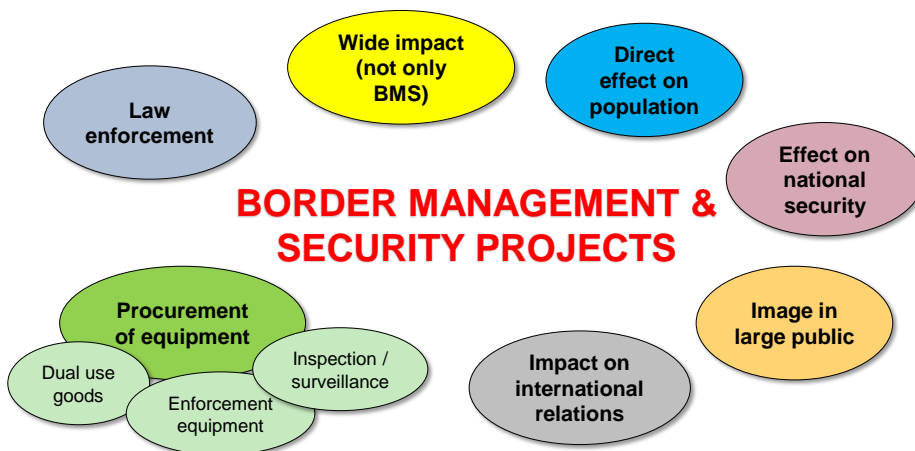 Wide impact
(not only
BMS)
Direct
effect on
population
Law
enforcement
Effect on
national
security
BORDER MANAGEMENT &
SECURITY PROJECTS
Procurement
of equipment
Image in
large public
Inspection /
surveillance
Dual use
goods
Impact on
international
relations
Enforcement
equipment